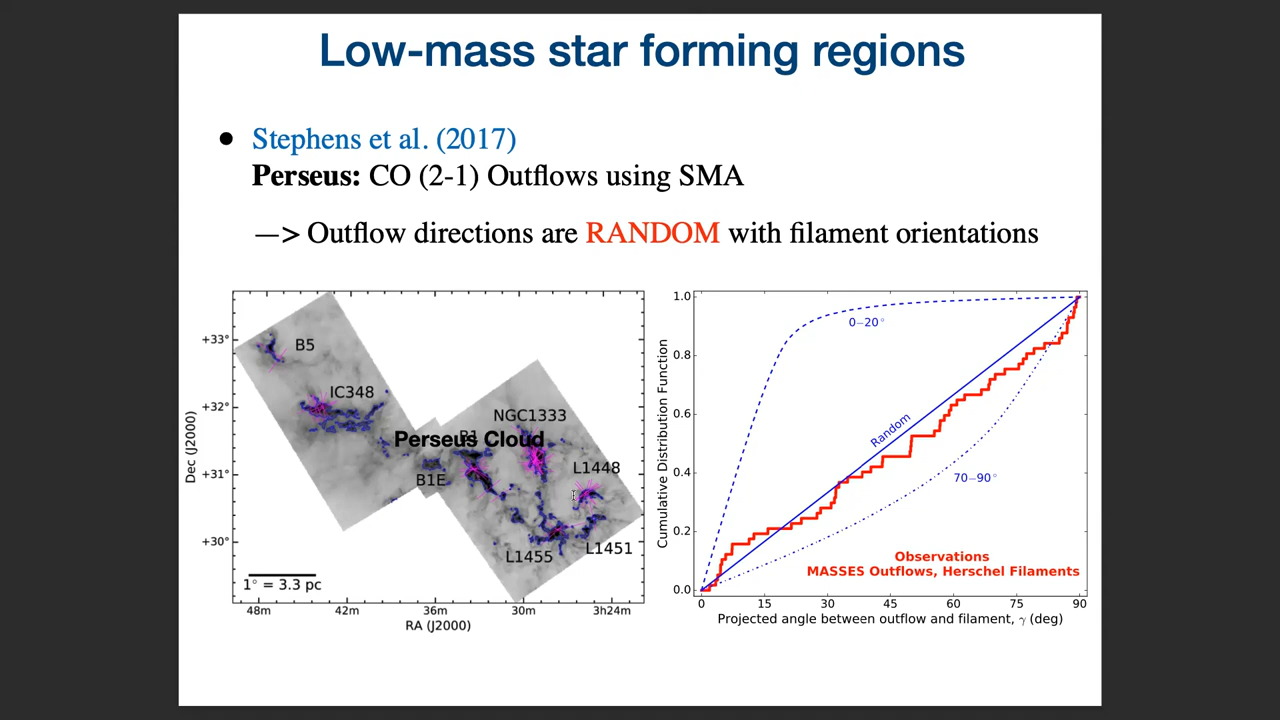 Low-mass star forming regions
● Stephens et al. (2017)
Perseus: CO (2-1) Outflows using SMA
—> Outflow directions are RANDOM with filament orientations
B5
IC348
NGC1333
B1
Perseus Cloud
L1448
B1E
L1455
L1451
1° = 3.3 pc
+33°
+32°
+31°
+30°
Dec (J2000)
48m 42m 36m 30m 3h24m
RA (J2000)
1.0
0.8
0.6
0.4
0.2
0.0
Cumulative Distribution Function
0−20°
Random
70−90°
Observations
MASSES Outflows, Herschel Filaments
0 15 30 45 60 75 90
Projected angle between outflow and filament, γ (deg)